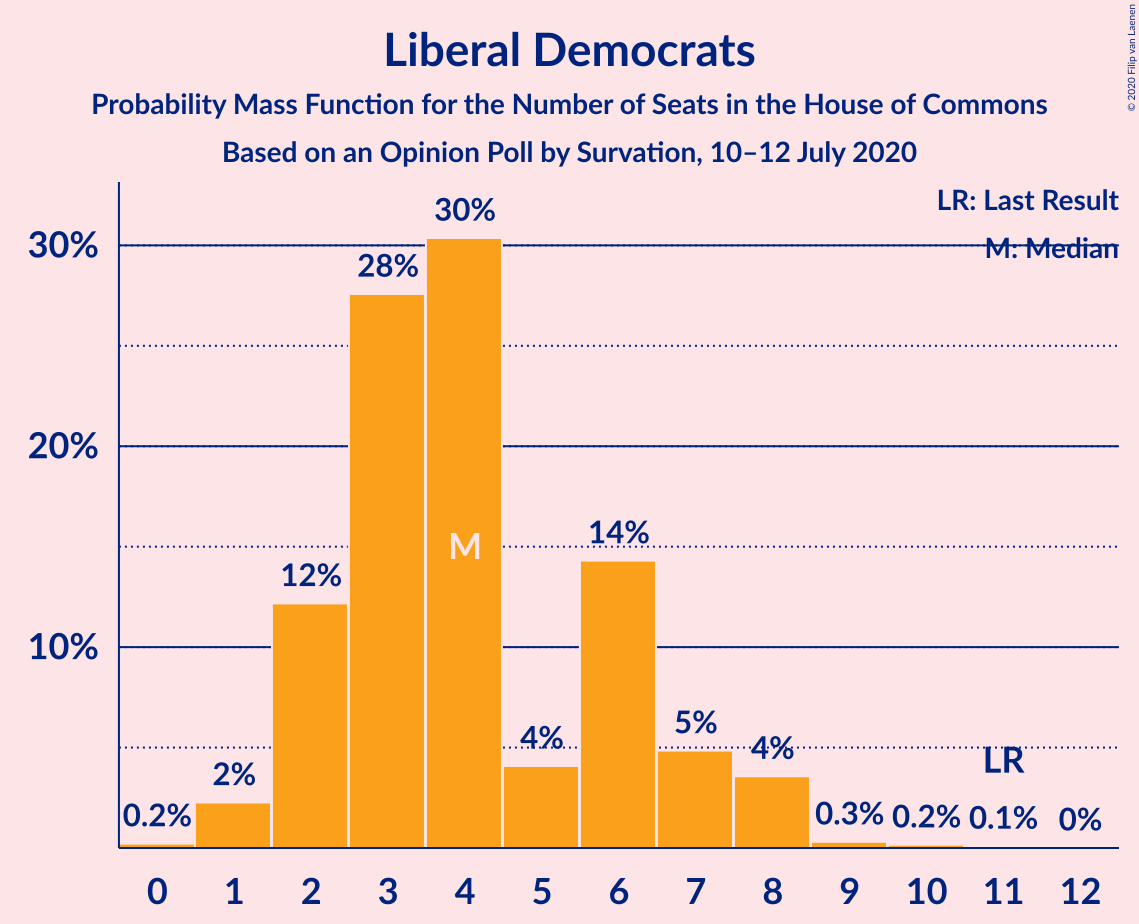 Liberal Democrats
Probability Mass Function for the Number of Seats in the House of Commons
Based on an Opinion Poll by Survation, 10–12 July 2020
© 2020 Filip van Laenen
LR: Last Result
M: Median
30%
20%
10%
0.2%
2%
12%
28%
30%
M
4%
14%
5%
4%
0.3%
0.2%
LR
0.1%
0%
0 1 2 3 4 5 6 7 8 9 10 11 12